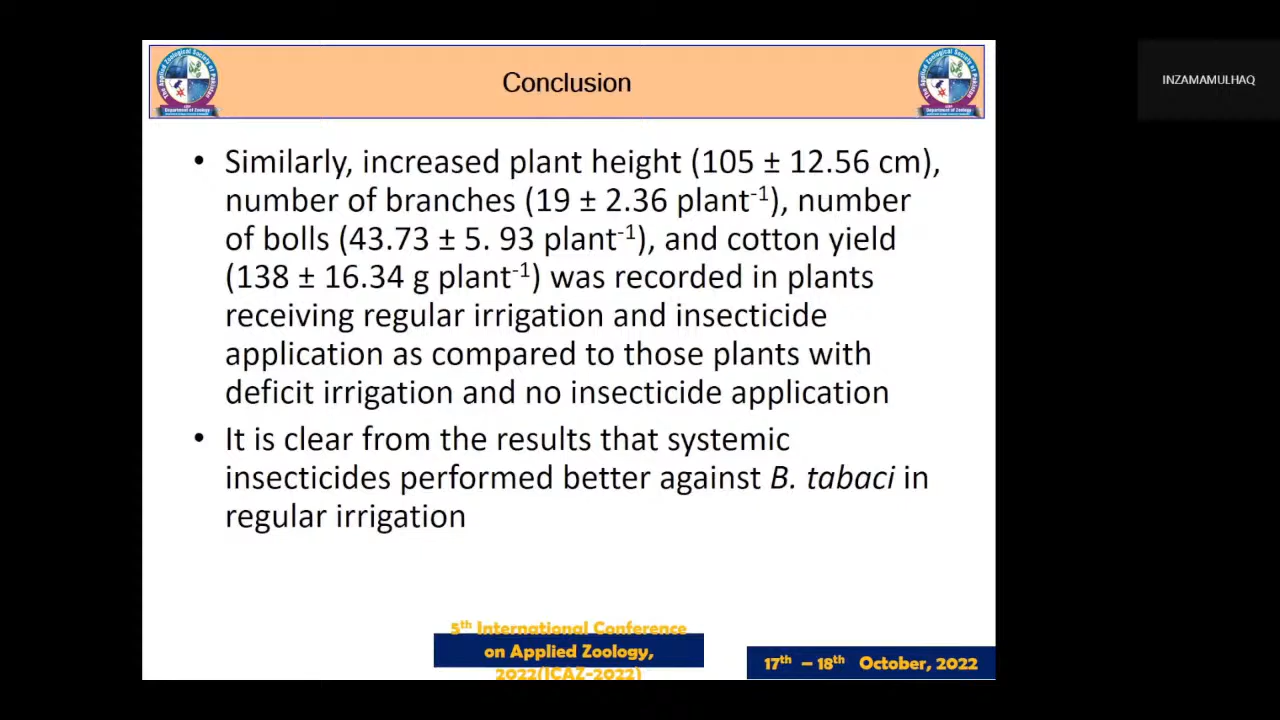 Conclusion
INZAMAMULHAQ
• Similarly, increased plant height (105 ± 12.56 cm),
number of branches (19 ± 2.36 plant⁻¹), number
of bolls (43.73 ± 5. 93 plant⁻¹), and cotton yield
(138 ± 16.34 g plant⁻¹) was recorded in plants
receiving regular irrigation and insecticide
application as compared to those plants with
deficit irrigation and no insecticide application
• It is clear from the results that systemic
insecticides performed better against B. tabaci in
regular irrigation
5th International Conference
on Applied Zoology,
2022(ICAZ-2022)
17th – 18th October, 2022